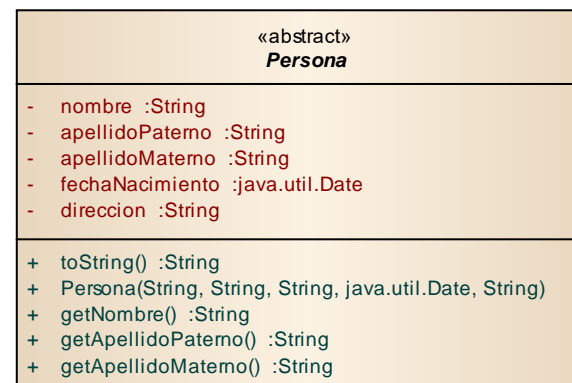 «abstract»
Persona
- nombre :String
- apellidoPaterno :String
- apellidoMaterno :String
- fechaNacimiento :java.util.Date
- direccion :String
+ toString() :String
+ Persona(String, String, String, java.util.Date, String)
+ getNombre() :String
+ getApellidoPaterno() :String
+ getApellidoMaterno() :String